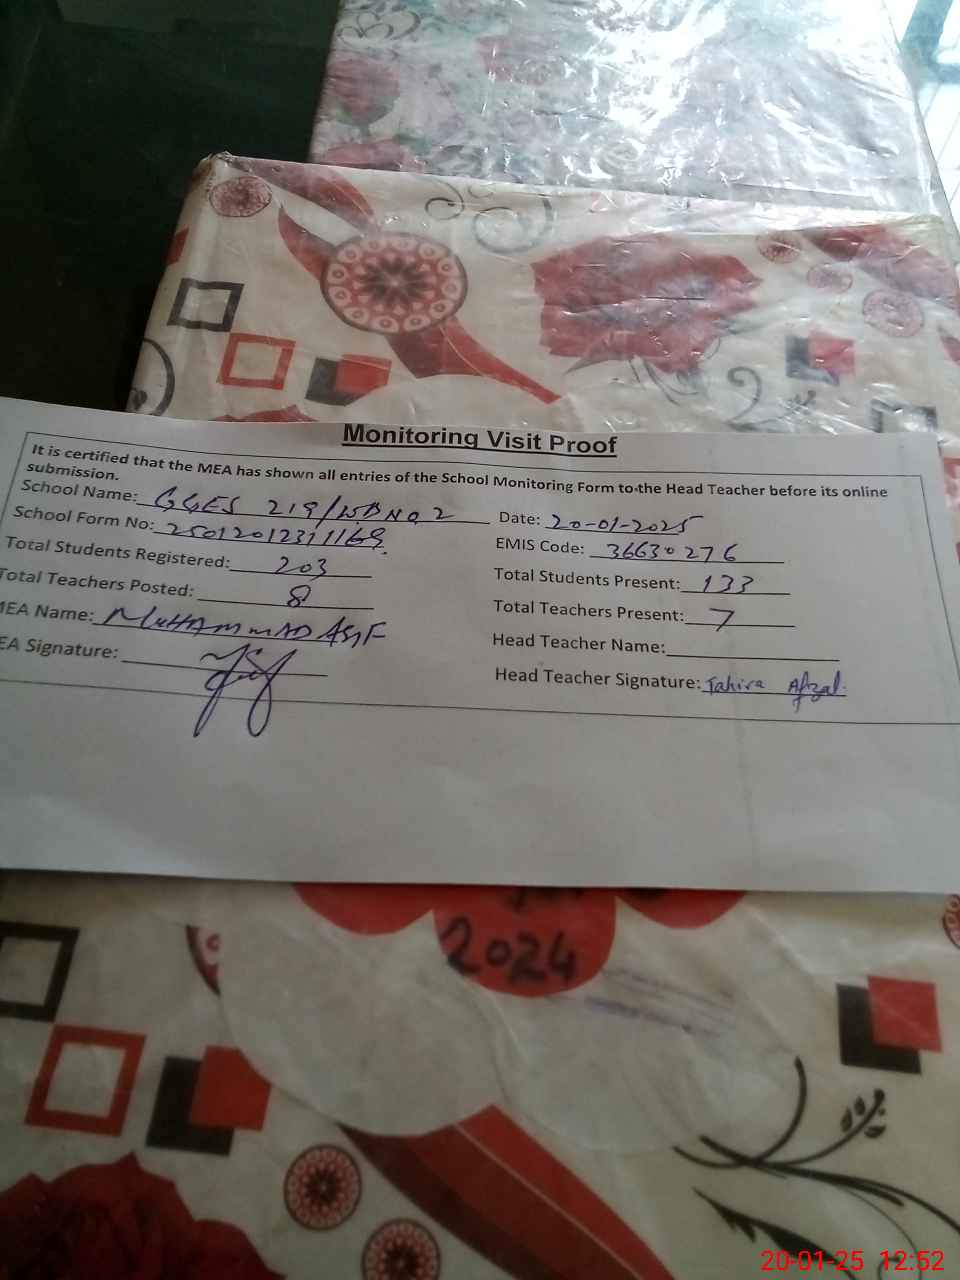 Monitoring Visit Proof
It is certified that the MEA has shown all entries of the School Monitoring Form to the Head Teacher before its online
submission.
School Name: GGES 219/WB NO 2 Date: 20-01-2025
School Form No: 25012012311169 EMIS Code: 36630276
Total Students Registered: 203 Total Students Present: 133
Total Teachers Posted: 8 Total Teachers Present: 7
MEA Name: MUHAMMAD ASIF Head Teacher Name:
EA Signature: Head Teacher Signature: Tahira Afzal.
2024
20-01-25 12:52